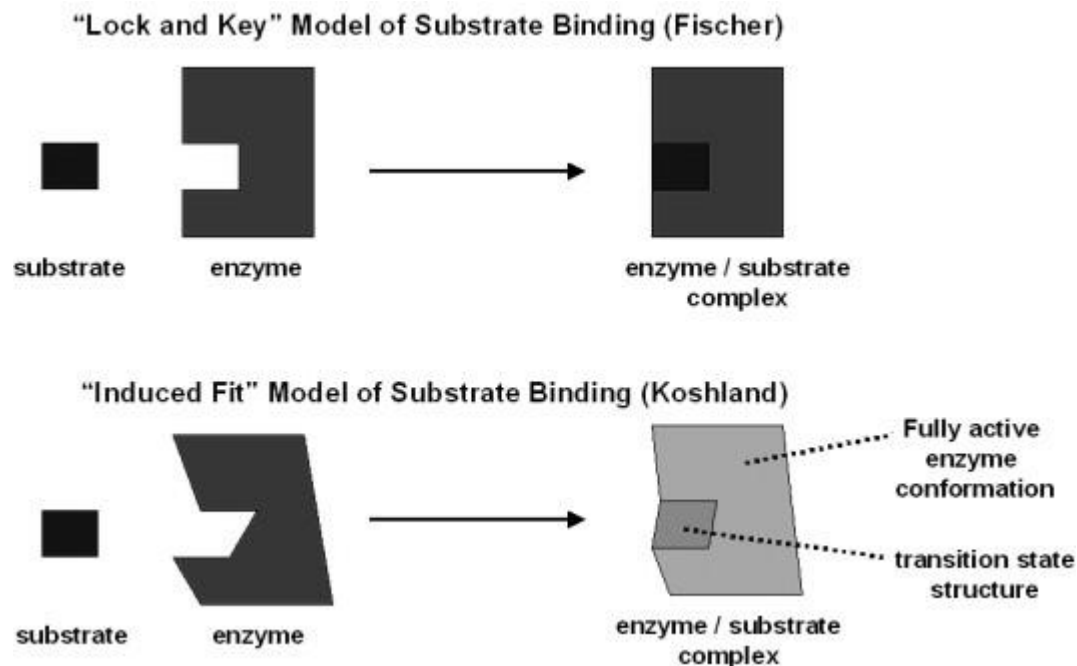 “Lock and Key” Model of Substrate Binding (Fischer)
substrate
enzyme
enzyme / substrate
complex
“Induced Fit” Model of Substrate Binding (Koshland)
Fully active
enzyme
conformation
transition state
structure
substrate
enzyme
enzyme / substrate
complex